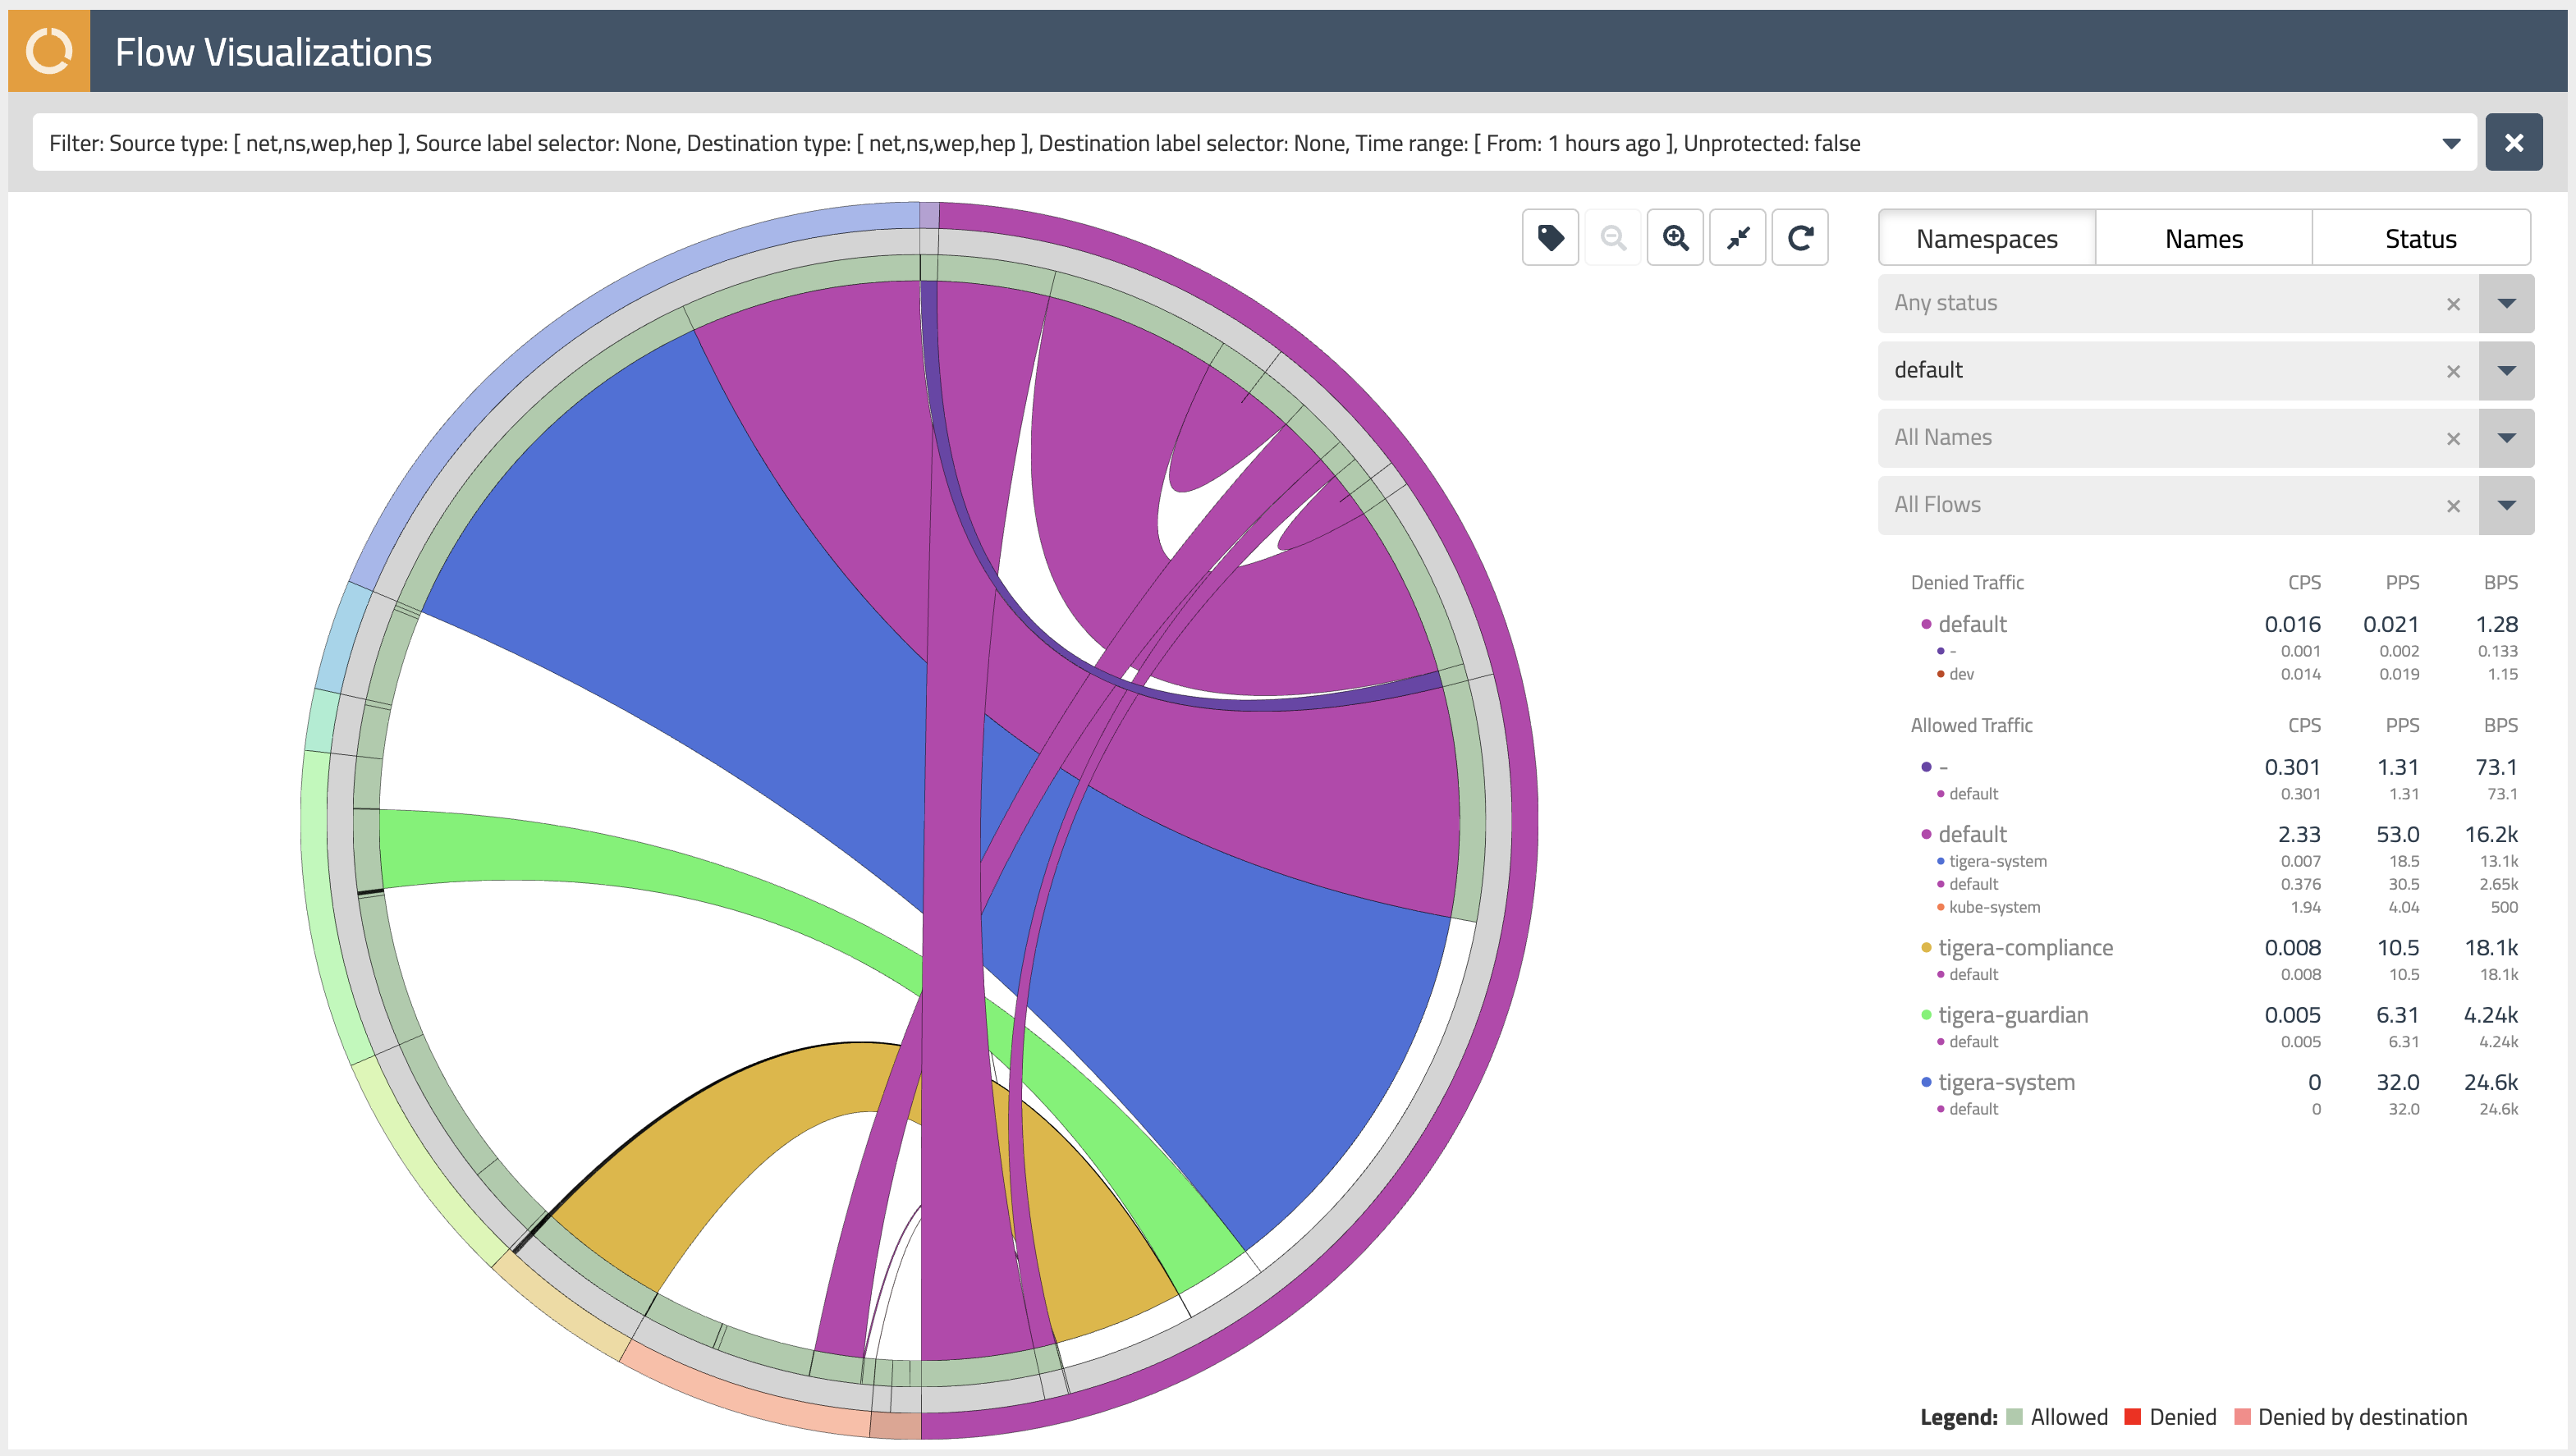 Flow Visualizations
Filter: Source type: [ net,ns,wep,hep ], Source label selector: None, Destination type: [ net,ns,wep,hep ], Destination label selector: None, Time range: [ From: 1 hours ago ], Unprotected: false
Namespaces Names Status
Any status
default
All Names
All Flows
Denied Traffic CPS PPS BPS
default 0.016 0.021 1.28
- 0.001 0.002 0.133
dev 0.014 0.019 1.15
Allowed Traffic CPS PPS BPS
- 0.301 1.31 73.1
default 0.301 1.31 73.1
default 2.33 53.0 16.2k
tigera-system 0.007 18.5 13.1k
default 0.376 30.5 2.65k
kube-system 1.94 4.04 500
tigera-compliance 0.008 10.5 18.1k
default 0.008 10.5 18.1k
tigera-guardian 0.005 6.31 4.24k
default 0.005 6.31 4.24k
tigera-system 0 32.0 24.6k
default 0 32.0 24.6k
Legend: Allowed Denied Denied by destination